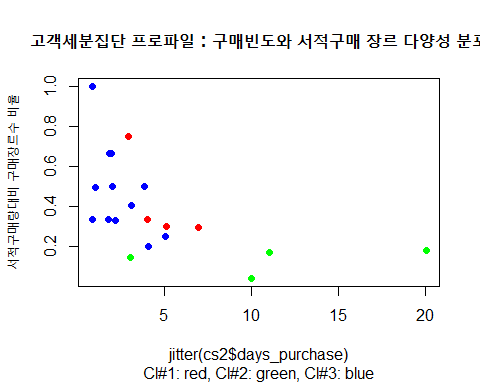 고객세분집단 프로파일 : 구매빈도와 서적구매 장르 다양성 분포
서적구매량대비 구매장르수 비율
1.0
0.8
0.6
0.4
0.2
5
10
15
20
jitter(cs2$days_purchase)
Cl#1: red, Cl#2: green, Cl#3: blue